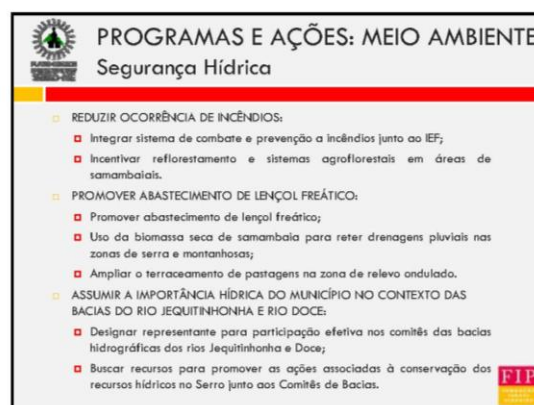 PROGRAMAS E AÇÕES: MEIO AMBIENTE
Segurança Hídrica
REDUZIR OCORRÊNCIA DE INCÊNDIOS:
Integrar sistema de combate e prevenção a incêndios junto ao IEF;
Incentivar reflorestamento e sistemas agroflorestais em áreas de
samambaiais.
PROMOVER ABASTECIMENTO DE LENÇOL FREÁTICO:
Promover abastecimento de lençol freático;
Uso da biomassa seca de samambaia para reter drenagens pluviais nas
zonas de serra e montanhosas;
Ampliar o terraceamento de pastagens na zona de relevo ondulado.
ASSUMIR A IMPORTÂNCIA HÍDRICA DO MUNICÍPIO NO CONTEXTO DAS
BACIAS DO RIO JEQUITINHONHA E RIO DOCE:
Designar representante para participação efetiva nos comitês das bacias
hidrográficas dos rios Jequitinhonha e Doce;
Buscar recursos para promover as ações associadas à conservação dos
recursos hídricos no Serro junto aos Comitês de Bacias.
FIP